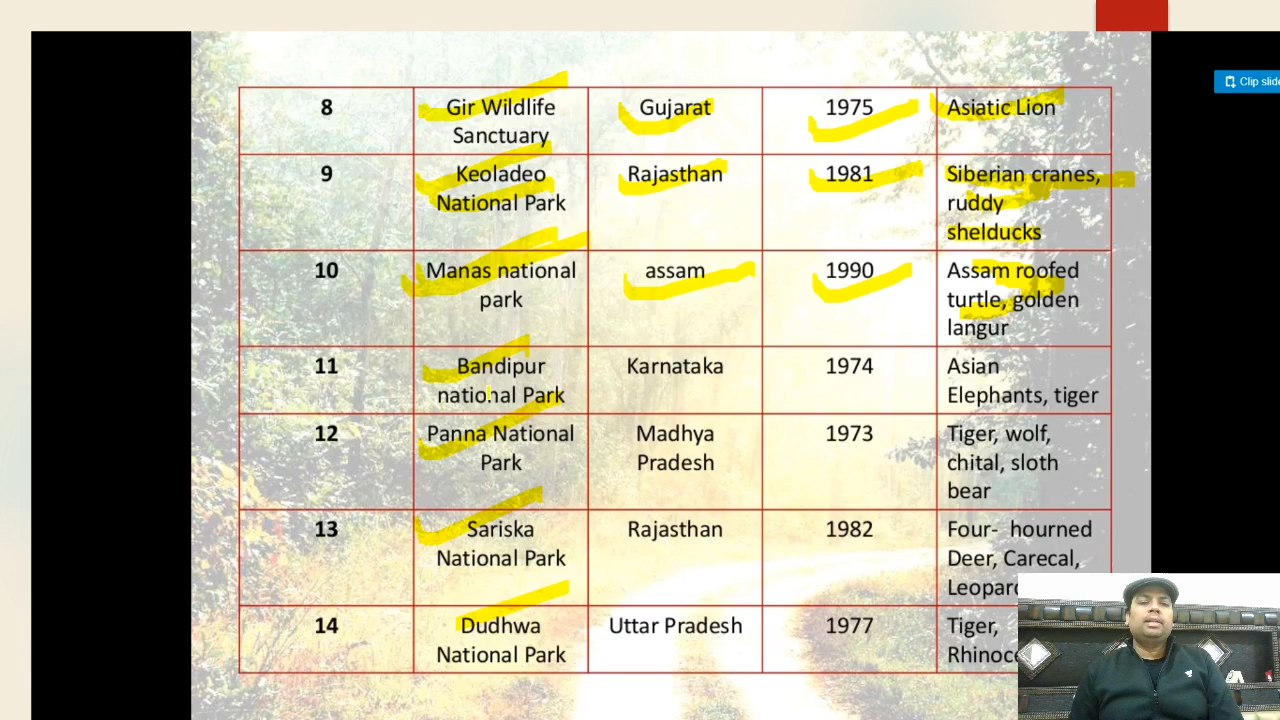 Clip
8 Gir Wildlife Gujarat 1975 Asiatic Lion
Sanctuary
9 Keoladeo Rajasthan 1981 Siberian cranes,
National Park ruddy
shelducks
10 Manas national assam 1990 Assam roofed
park turtle, golden
langur
11 Bandipur Karnataka 1974 Asian
national Park Elephants, tiger
12 Panna National Madhya 1973 Tiger, wolf,
Park Pradesh chital, sloth
bear
13 Sariska Rajasthan 1982 Four- hourned
National Park Deer, Carecal,
14 Dudhwa Uttar Pradesh 1977 Tiger,
National Park